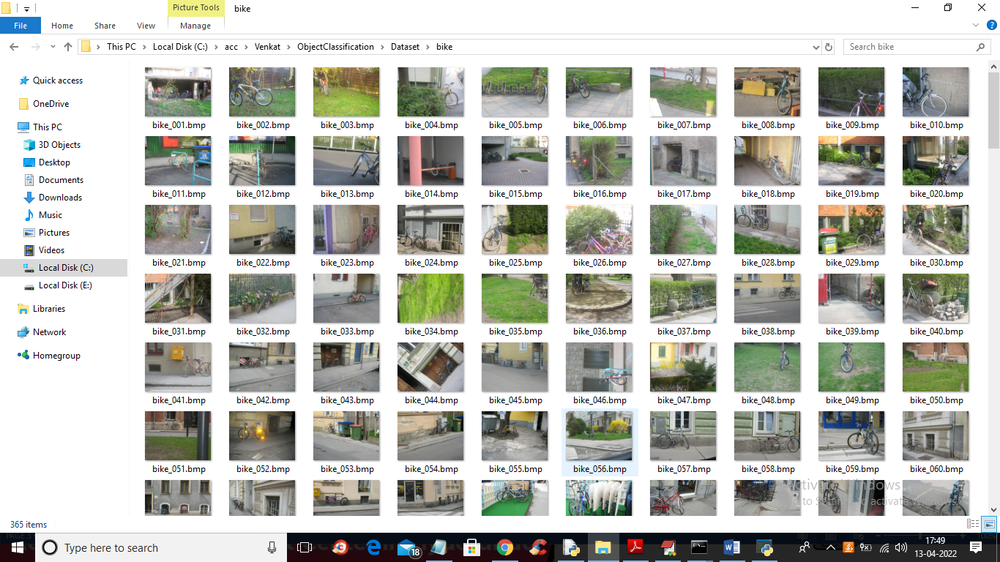 Picture Tools
bike
File
Home
Share
View
Manage
This PC
Local Disk (C:)
acc
Venkat
ObjectClassification
Dataset
bike
Search bike
Quick access
OneDrive
This PC
3D Objects
Desktop
Documents
Downloads
Music
Pictures
Videos
Local Disk (C:)
Local Disk (E:)
Libraries
Network
Homegroup
bike_001.bmp bike_002.bmp bike_003.bmp bike_004.bmp bike_005.bmp bike_006.bmp bike_007.bmp bike_008.bmp bike_009.bmp bike_010.bmp
bike_011.bmp bike_012.bmp bike_013.bmp bike_014.bmp bike_015.bmp bike_016.bmp bike_017.bmp bike_018.bmp bike_019.bmp bike_020.bmp
bike_021.bmp bike_022.bmp bike_023.bmp bike_024.bmp bike_025.bmp bike_026.bmp bike_027.bmp bike_028.bmp bike_029.bmp bike_030.bmp
bike_031.bmp bike_032.bmp bike_033.bmp bike_034.bmp bike_035.bmp bike_036.bmp bike_037.bmp bike_038.bmp bike_039.bmp bike_040.bmp
bike_041.bmp bike_042.bmp bike_043.bmp bike_044.bmp bike_045.bmp bike_046.bmp bike_047.bmp bike_048.bmp bike_049.bmp bike_050.bmp
bike_051.bmp bike_052.bmp bike_053.bmp bike_054.bmp bike_055.bmp bike_056.bmp bike_057.bmp bike_058.bmp bike_059.bmp bike_060.bmp
365 items
Type here to search
18
17:49
13-04-2022